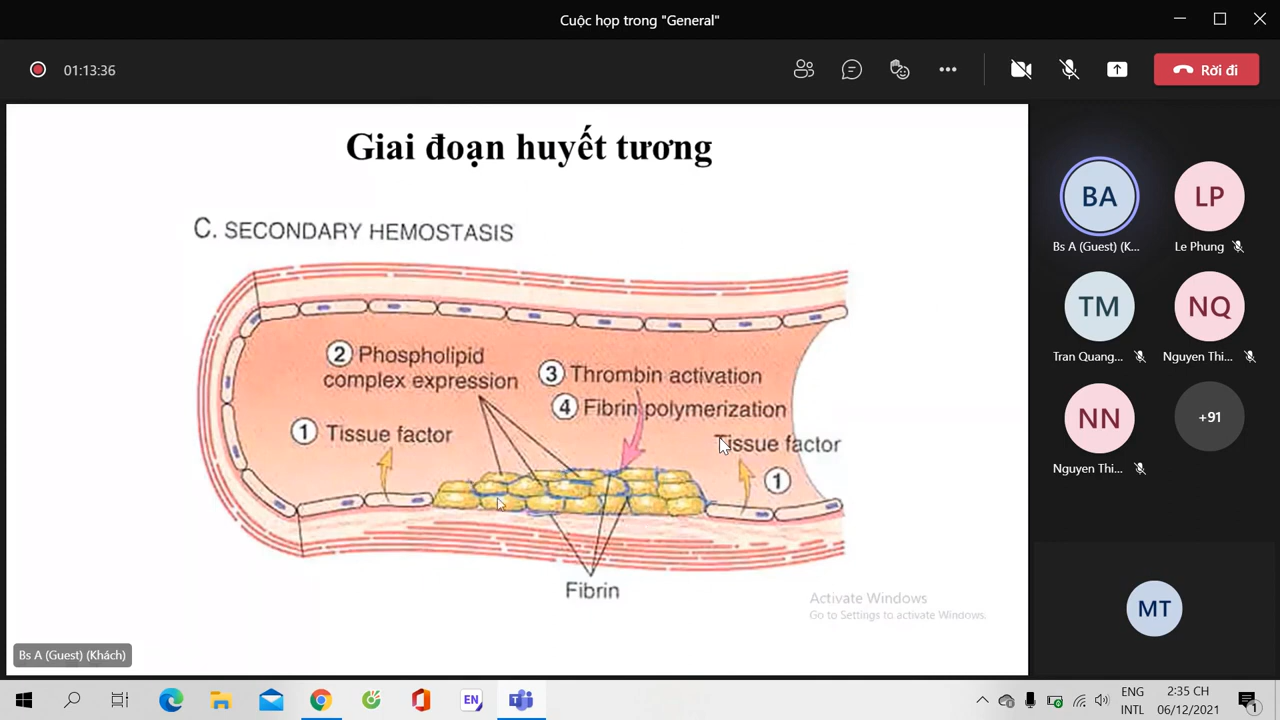 Cuộc họp trong "General"
01:13:36
Rời đi
Giai đoạn huyết tương
C. SECONDARY HEMOSTASIS
2 Phospholipid
complex expression
3 Thrombin activation
4 Fibrin polymerization
1 Tissue factor
Tissue factor
1
Fibrin
Activate Windows
Go to Settings to activate Windows.
Bs A (Guest) (Khách)
BA
Bs A (Guest) (K...
LP
Le Phung
TM
Tran Quang...
NQ
Nguyen Thi...
NN
Nguyen Thi...
+91
MT
EN
ENG
INTL
2:35 CH
06/12/2021
1